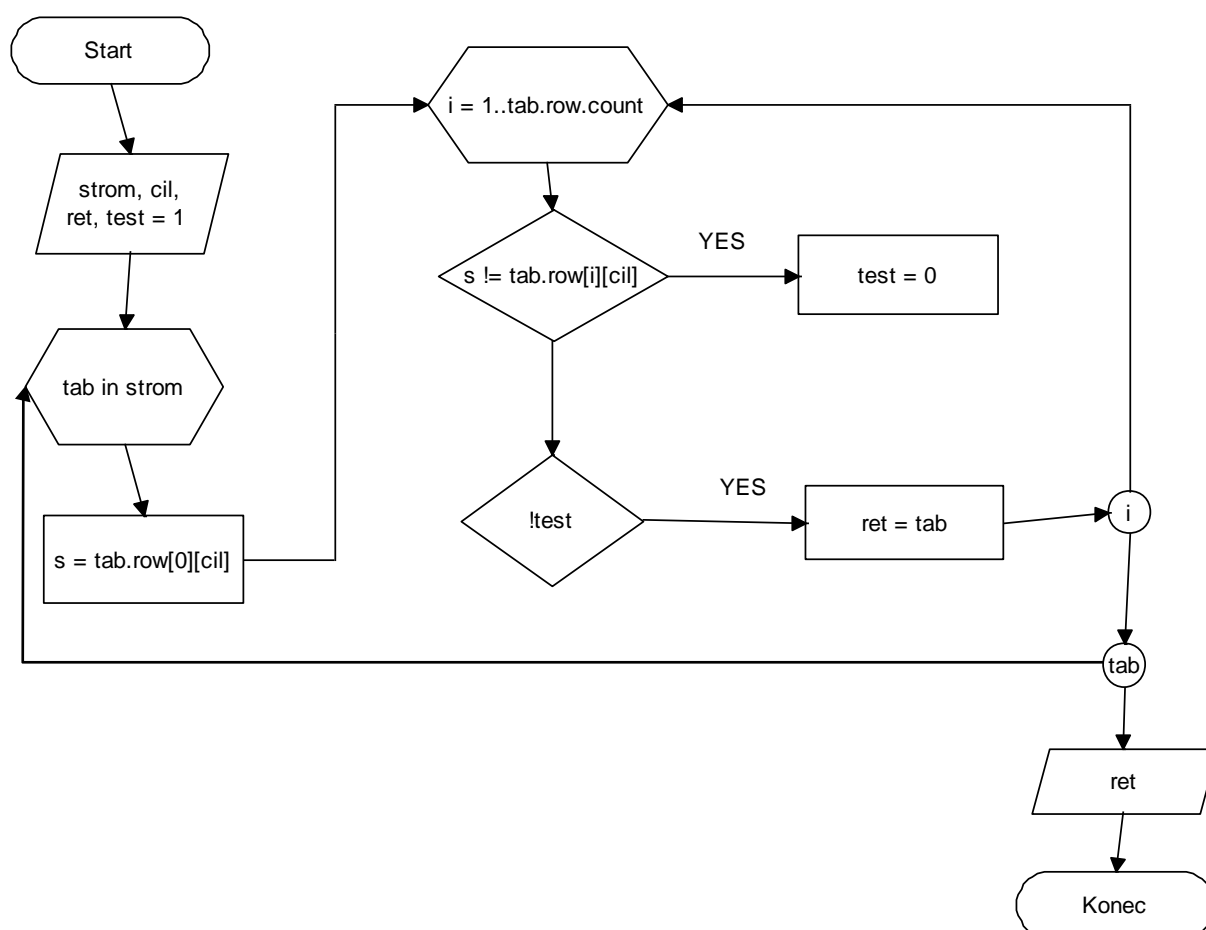 Start
strom, cil,
ret, test = 1
tab in strom
s = tab.row[0][cil]
i = 1..tab.row.count
s != tab.row[i][cil]
YES
test = 0
!test
YES
ret = tab
i
tab
ret
Konec